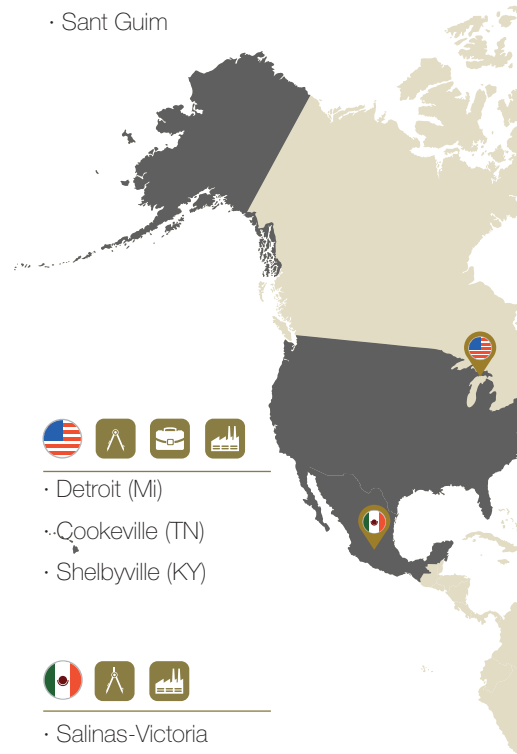 · Sant Guim
· Detroit (Mi)
· Cookeville (TN)
· Shelbyville (KY)
· Salinas-Victoria